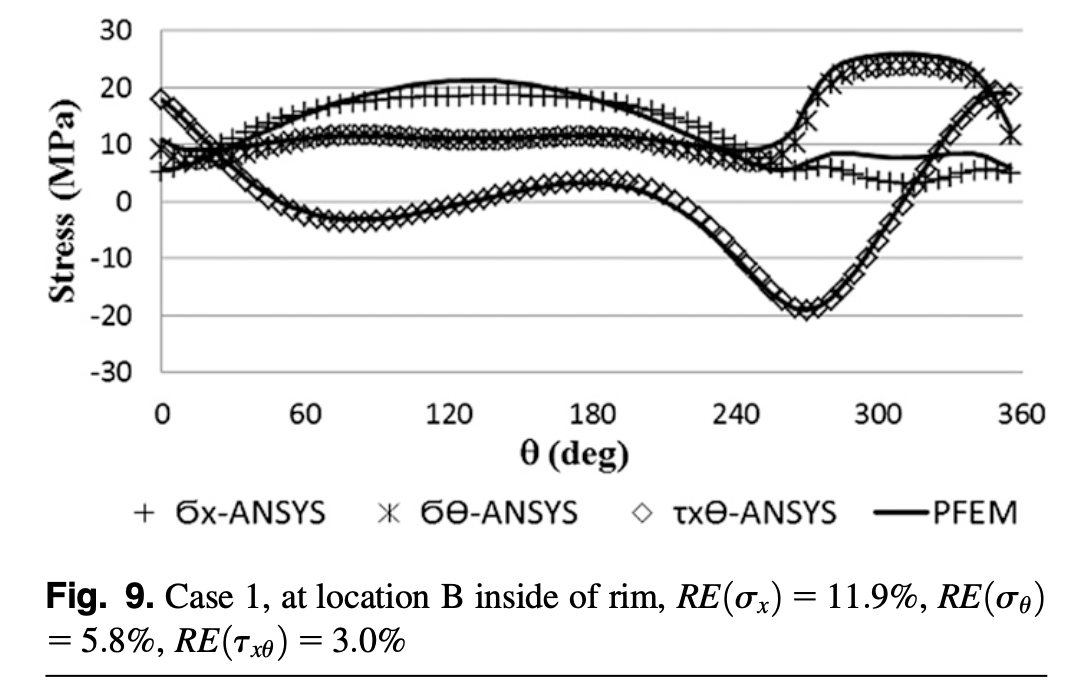 30
20
10
0
-10
-20
-30
Stress (MPa)
0 60 120 180 240 300 360
θ (deg)
σx-ANSYS σθ-ANSYS τxθ-ANSYS PFEM
Fig. 9. Case 1, at location B inside of rim, RE(σx) = 11.9%, RE(σθ)
= 5.8%, RE(τxθ) = 3.0%